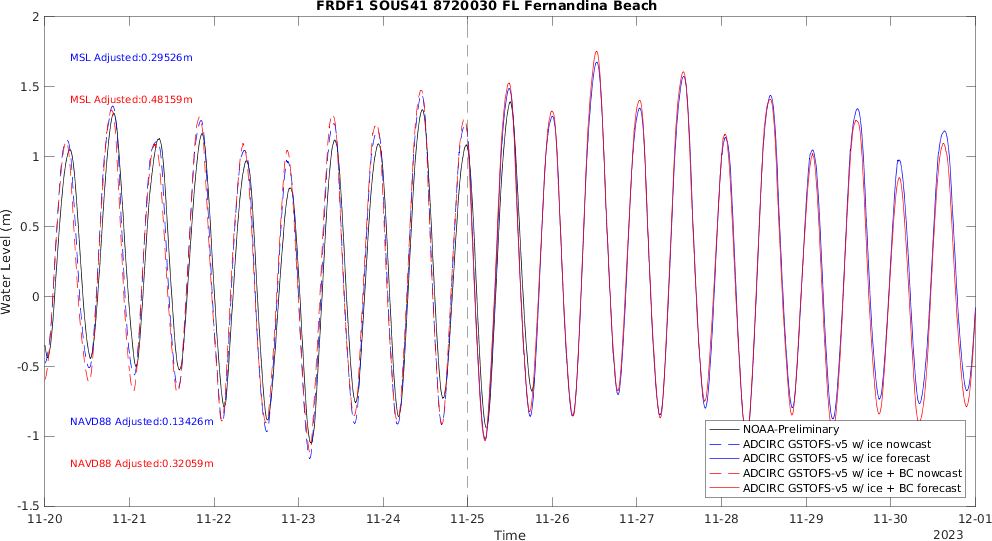 FRDF1 SOUS41 8720030 FL Fernandina Beach
2
1.5
1
0.5
0
-0.5
-1
-1.5
Water Level (m)
MSL Adjusted:0.29526m
MSL Adjusted:0.48159m
NAVD88 Adjusted:0.13426m
NAVD88 Adjusted:0.32059m
NOAA-Preliminary
ADCIRC GSTOFS-v5 w/ ice nowcast
ADCIRC GSTOFS-v5 w/ ice forecast
ADCIRC GSTOFS-v5 w/ ice + BC nowcast
ADCIRC GSTOFS-v5 w/ ice + BC forecast
11-20 11-21 11-22 11-23 11-24 11-25 11-26 11-27 11-28 11-29 11-30 12-01
Time
2023